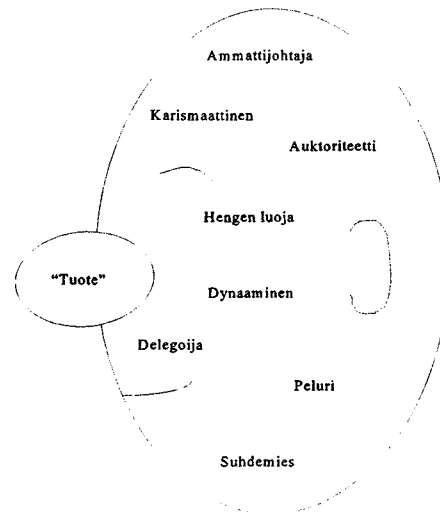 Ammattijohtaja
Karismaattinen
Auktoriteetti
Hengen luoja
“Tuote”
Dynaaminen
Delegoija
Peluri
Suhdemies